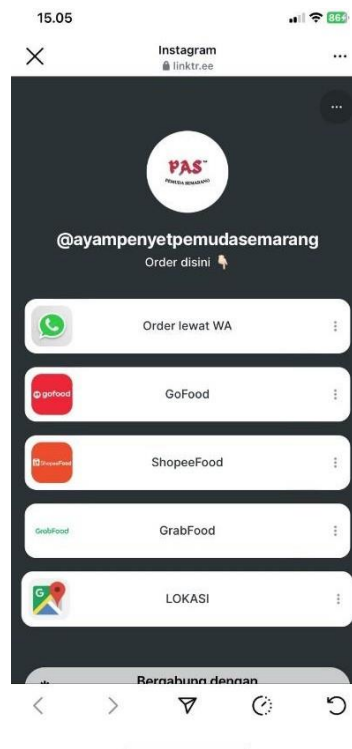 15.05
86
Instagram
linktr.ee
PAS
PEMUDA SEMARANG
@ayampenyetpemudasemarang
Order disini
Order lewat WA
gofood
GoFood
ShopeeFood
ShopeeFood
GrabFood
GrabFood
G
LOKASI
Bergabung dengan